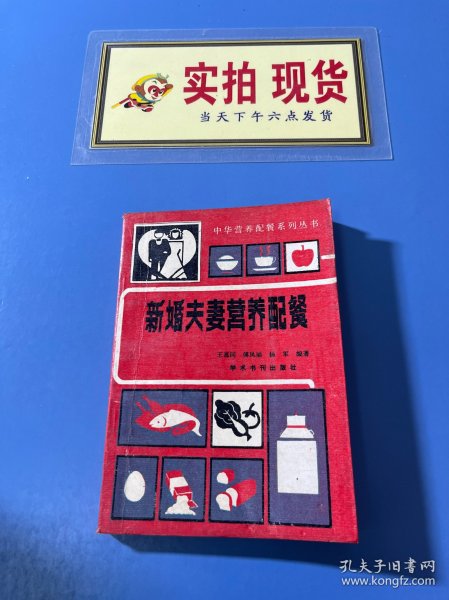 实拍 现货
当天下午六点发货
中华营养配餐系列丛书
新婚夫妻营养配餐
编著
学术书刊出版社
孔夫子旧书网
www.kongfz.com